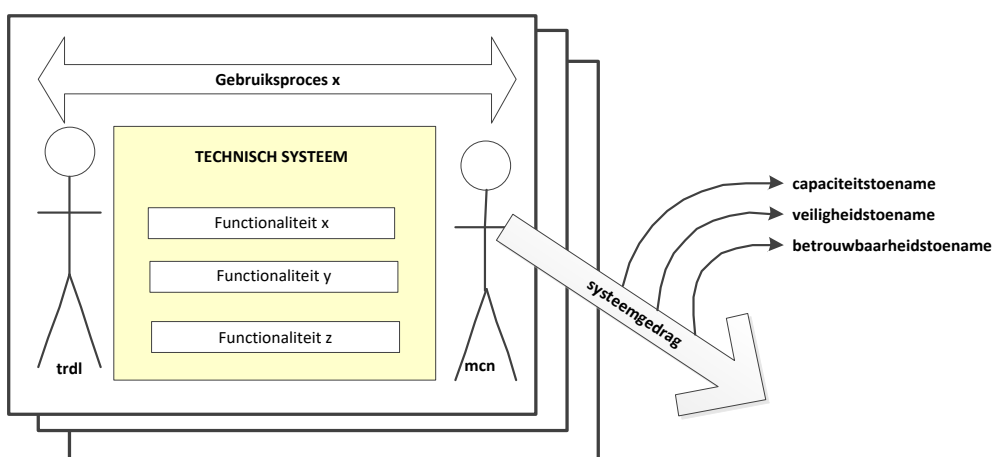 Gebruiksproces x
TECHNISCH SYSTEEM
Functionaliteit x
Functionaliteit y
Functionaliteit z
trdl
mcn
systeemgedrag
capaciteitstoename
veiligheidstoename
betrouwbaarheidstoename